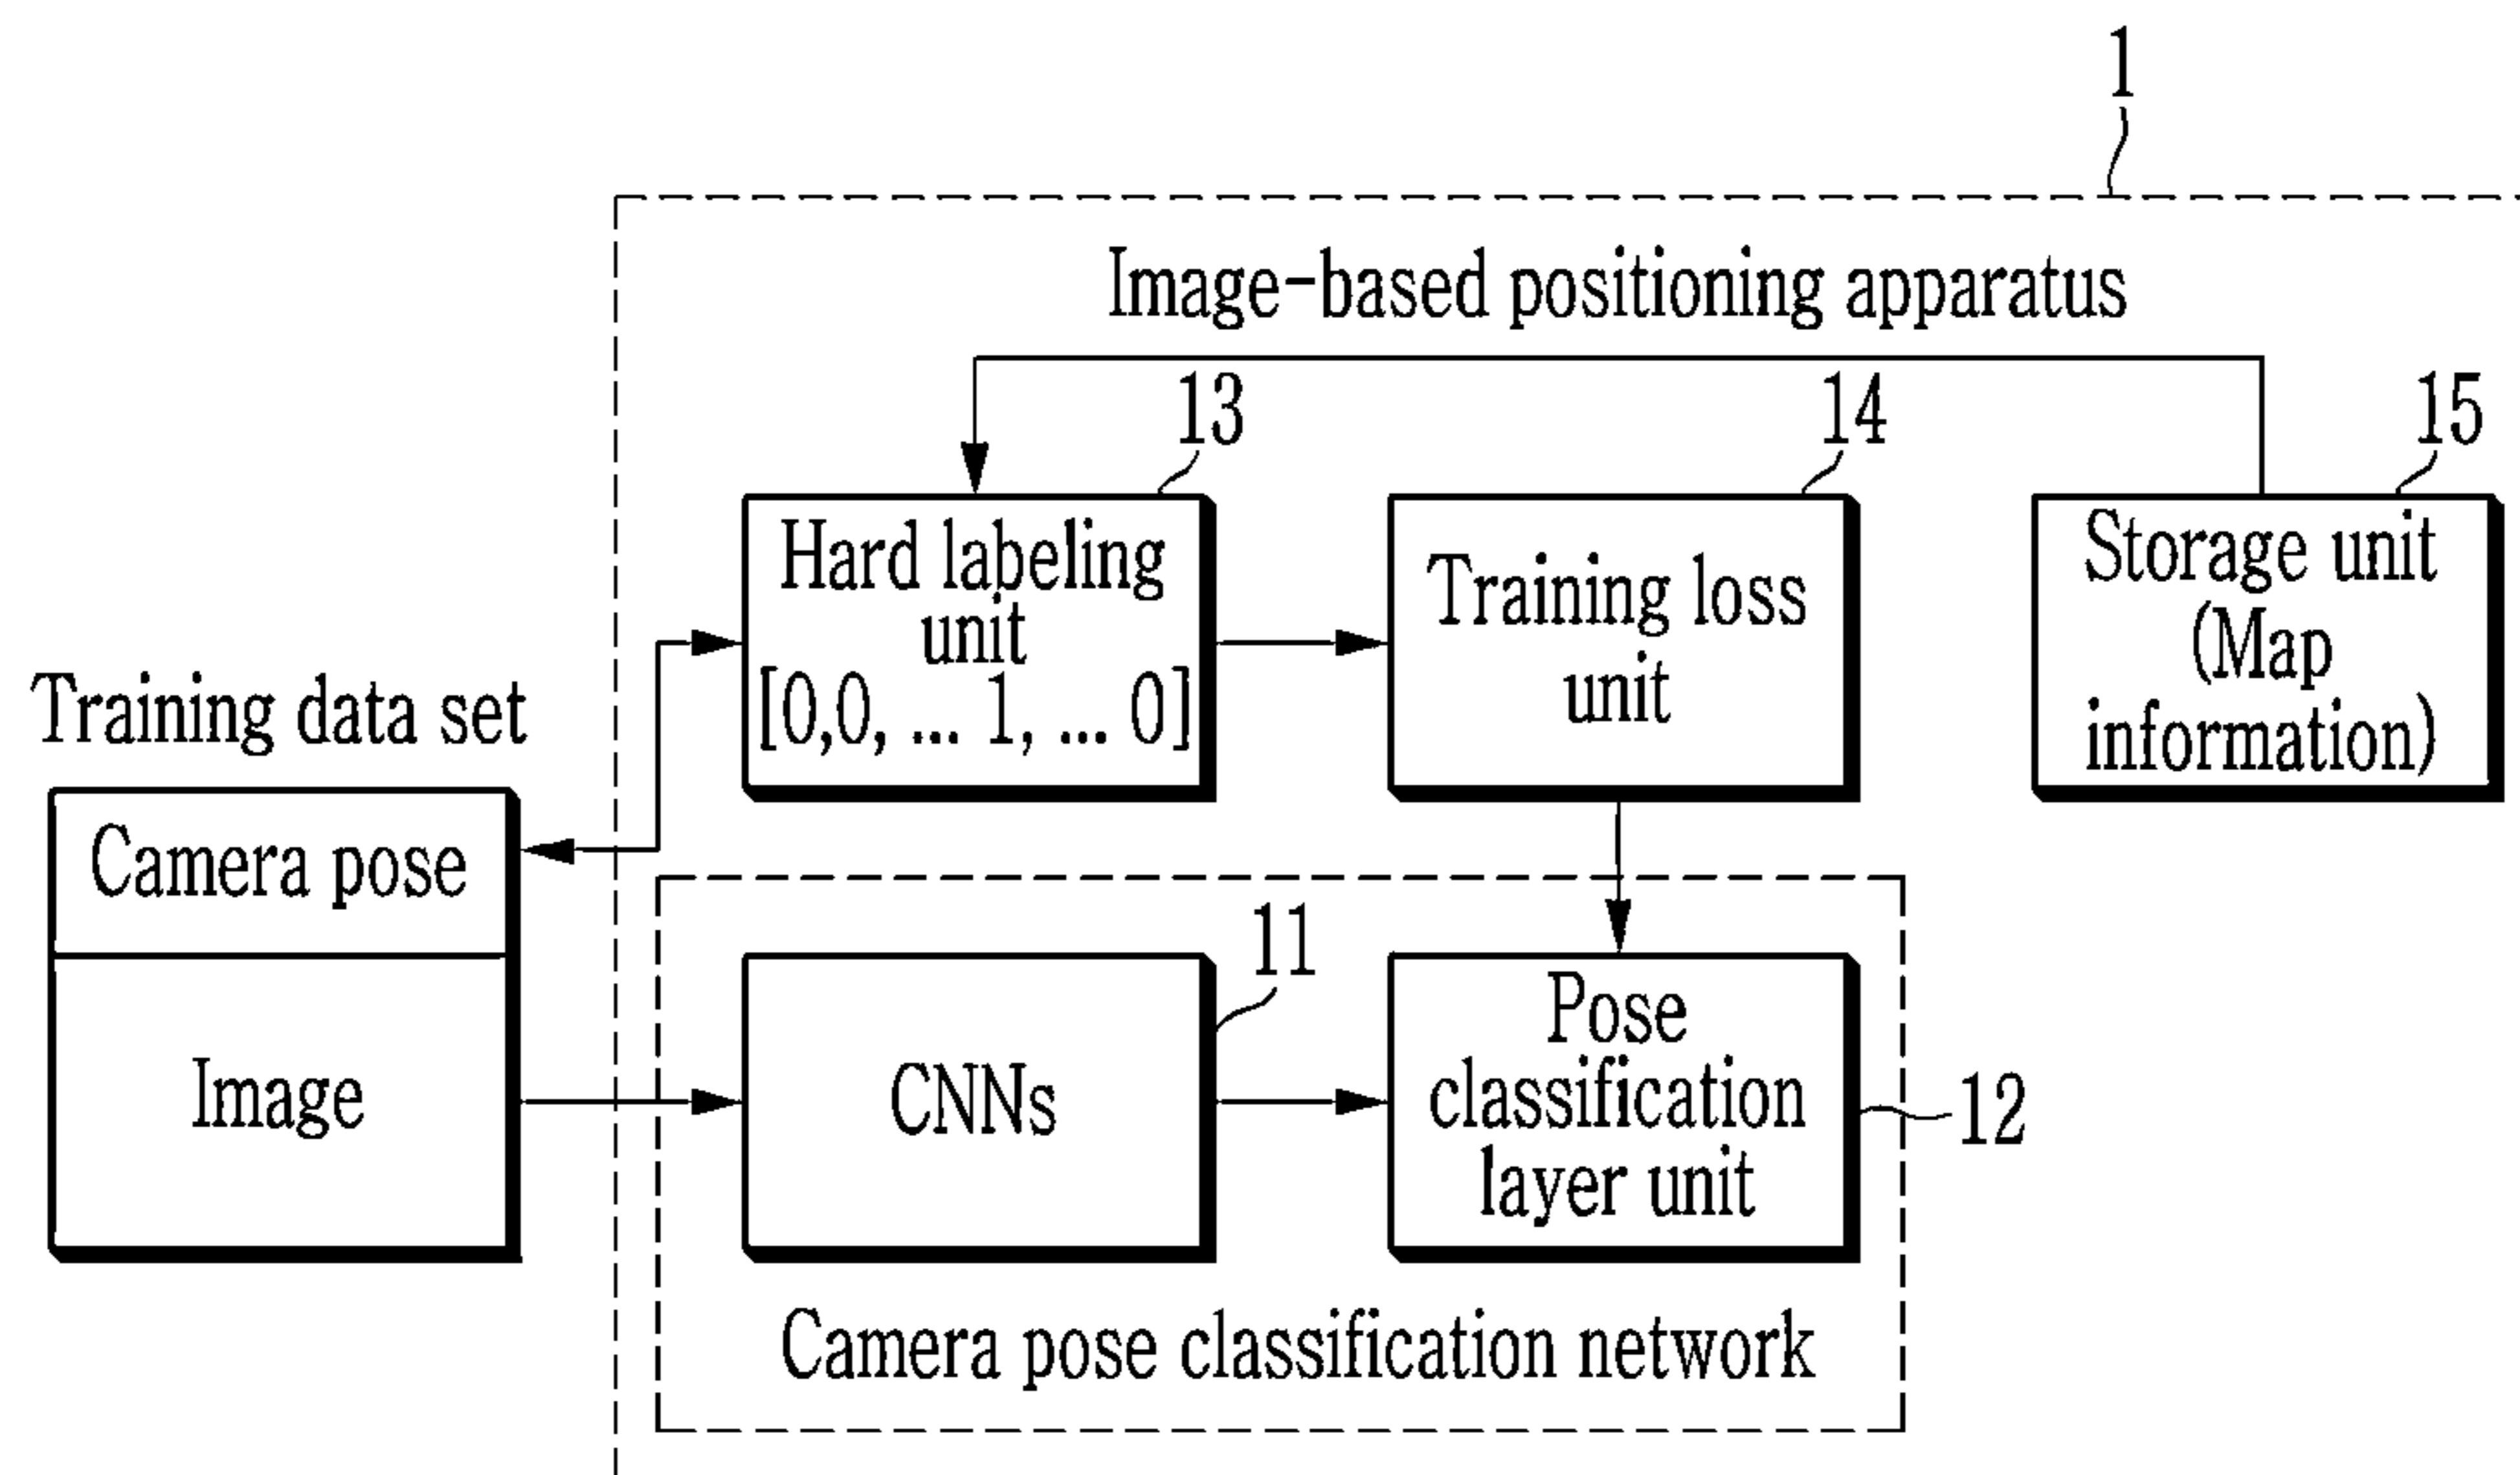 1
Image-based positioning apparatus
13
14
15
Hard labeling
unit
[0,0, ... 1, ... 0]
Training loss
unit
Storage unit
(Map
information)
Training data set
Camera pose
Image
11
CNNs
Pose
classification
layer unit
12
Camera pose classification network